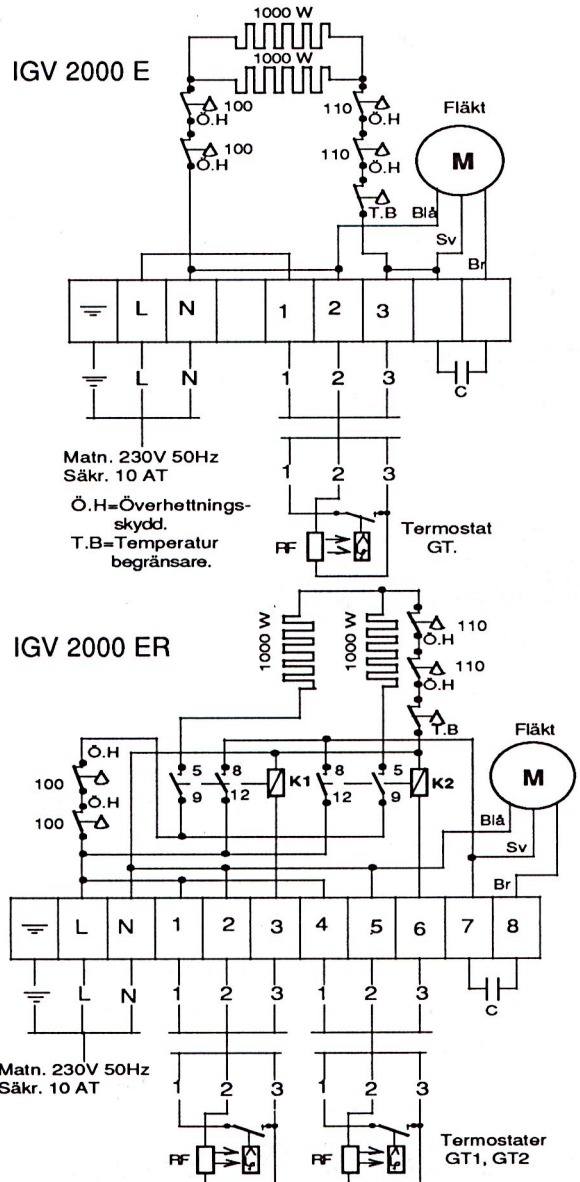 1000 W
IGV 2000 E
1000 W
100
Ö.H
100
Ö.H
110
Ö.H
110
Ö.H
T.B
Fläkt
M
Blå
Sv
Br
L N 1 2 3
L N 1 2 3
C
Matn. 230V 50Hz
Säkr. 10 AT
1 2 3
Ö.H=Överhettnings-
skydd.
T.B=Temperatur
begränsare.
RF
Termostat
GT.
IGV 2000 ER
1000 W
1000 W
110
Ö.H
110
Ö.H
T.B
Fläkt
M
Ö.H
100
Ö.H
100
5 8 K1 8 5 K2
9 12 12 9
Blå
Sv
Br
L N 1 2 3 4 5 6 7 8
L N 1 2 3 1 2 3
C
Matn. 230V 50Hz
Säkr. 10 AT
1 2 3 1 2 3
RF
RF
Termostater
GT1, GT2